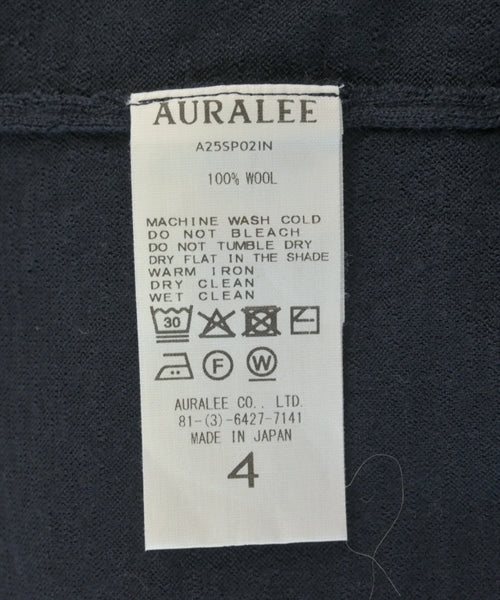 AURALEE
A25SP02IN
100% WOOL
MACHINE WASH COLD
DO NOT BLEACH
DO NOT TUMBLE DRY
DRY FLAT IN THE SHADE
WARM IRON
DRY CLEAN
WET CLEAN
30
F W
AURALEE CO., LTD.
81-(3)-6427-7141
MADE IN JAPAN
4